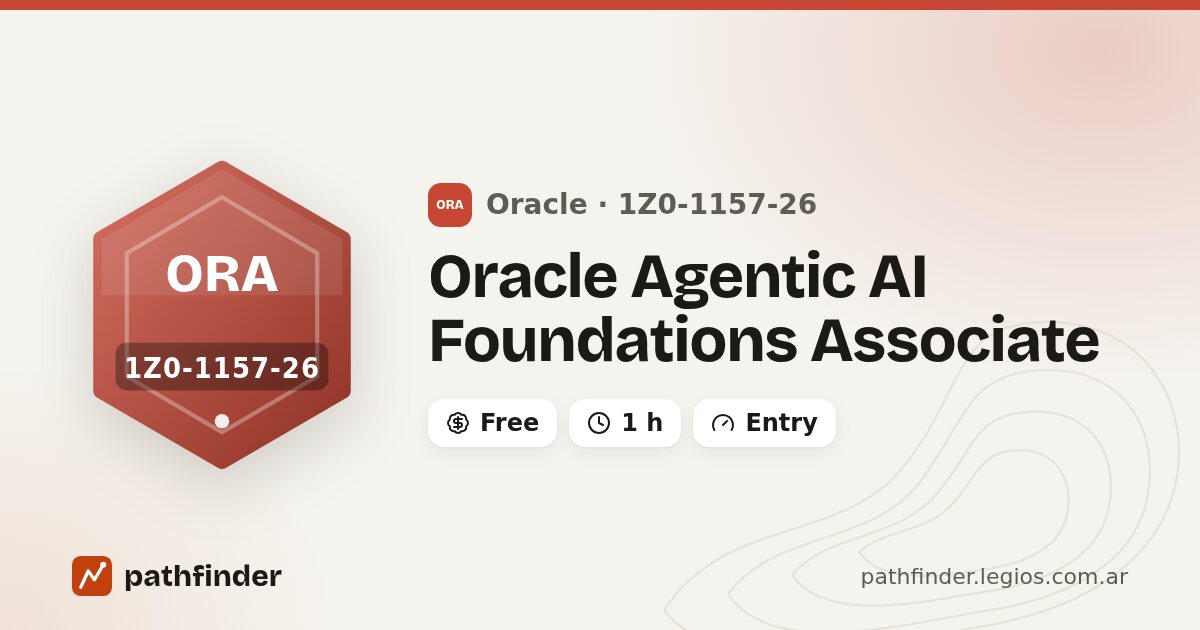 ORA
1Z0-1157-26
ORA
Oracle · 1Z0-1157-26
Oracle Agentic AI
Foundations Associate
Free
1 h
Entry
pathfinder
pathfinder.legios.com.ar